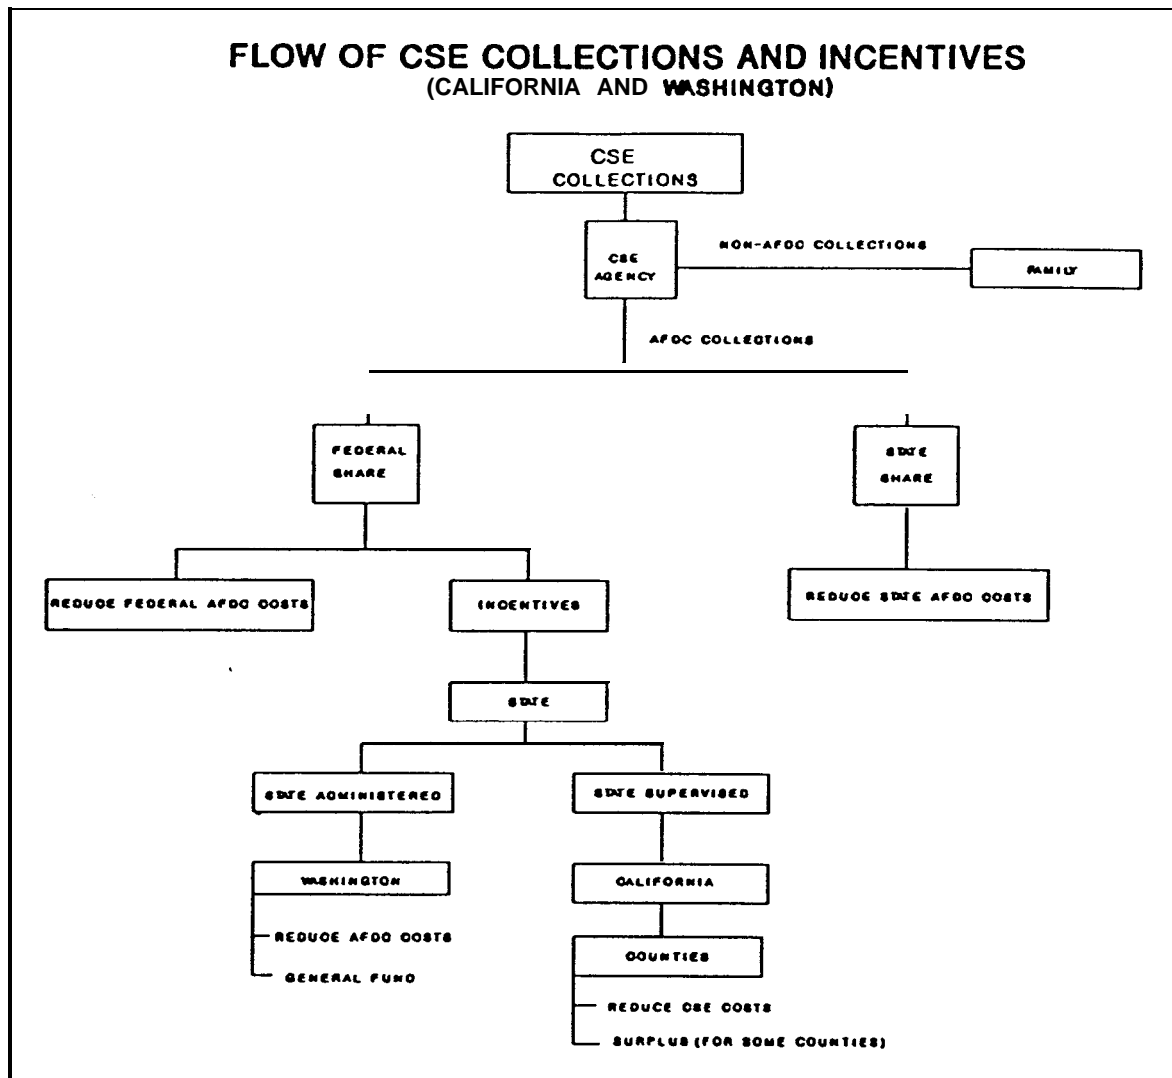 FLOW OF CSE COLLECTIONS AND INCENTIVES
(CALIFORNIA AND WASHINGTON)
CSE
COLLECTIONS
CSE
AGENCY
NON-AFDC COLLECTIONS
FAMILY
AFDC COLLECTIONS
FEDERAL
SHARE
STATE
SHARE
REDUCE FEDERAL AFDC COSTS
INCENTIVES
REDUCE STATE AFDC COSTS
STATE
STATE ADMINISTERED
STATE SUPERVISED
WASHINGTON
CALIFORNIA
REDUCE AFDC COSTS
GENERAL FUND
COUNTIES
REDUCE CSE COSTS
SURPLUS (FOR SOME COUNTIES)